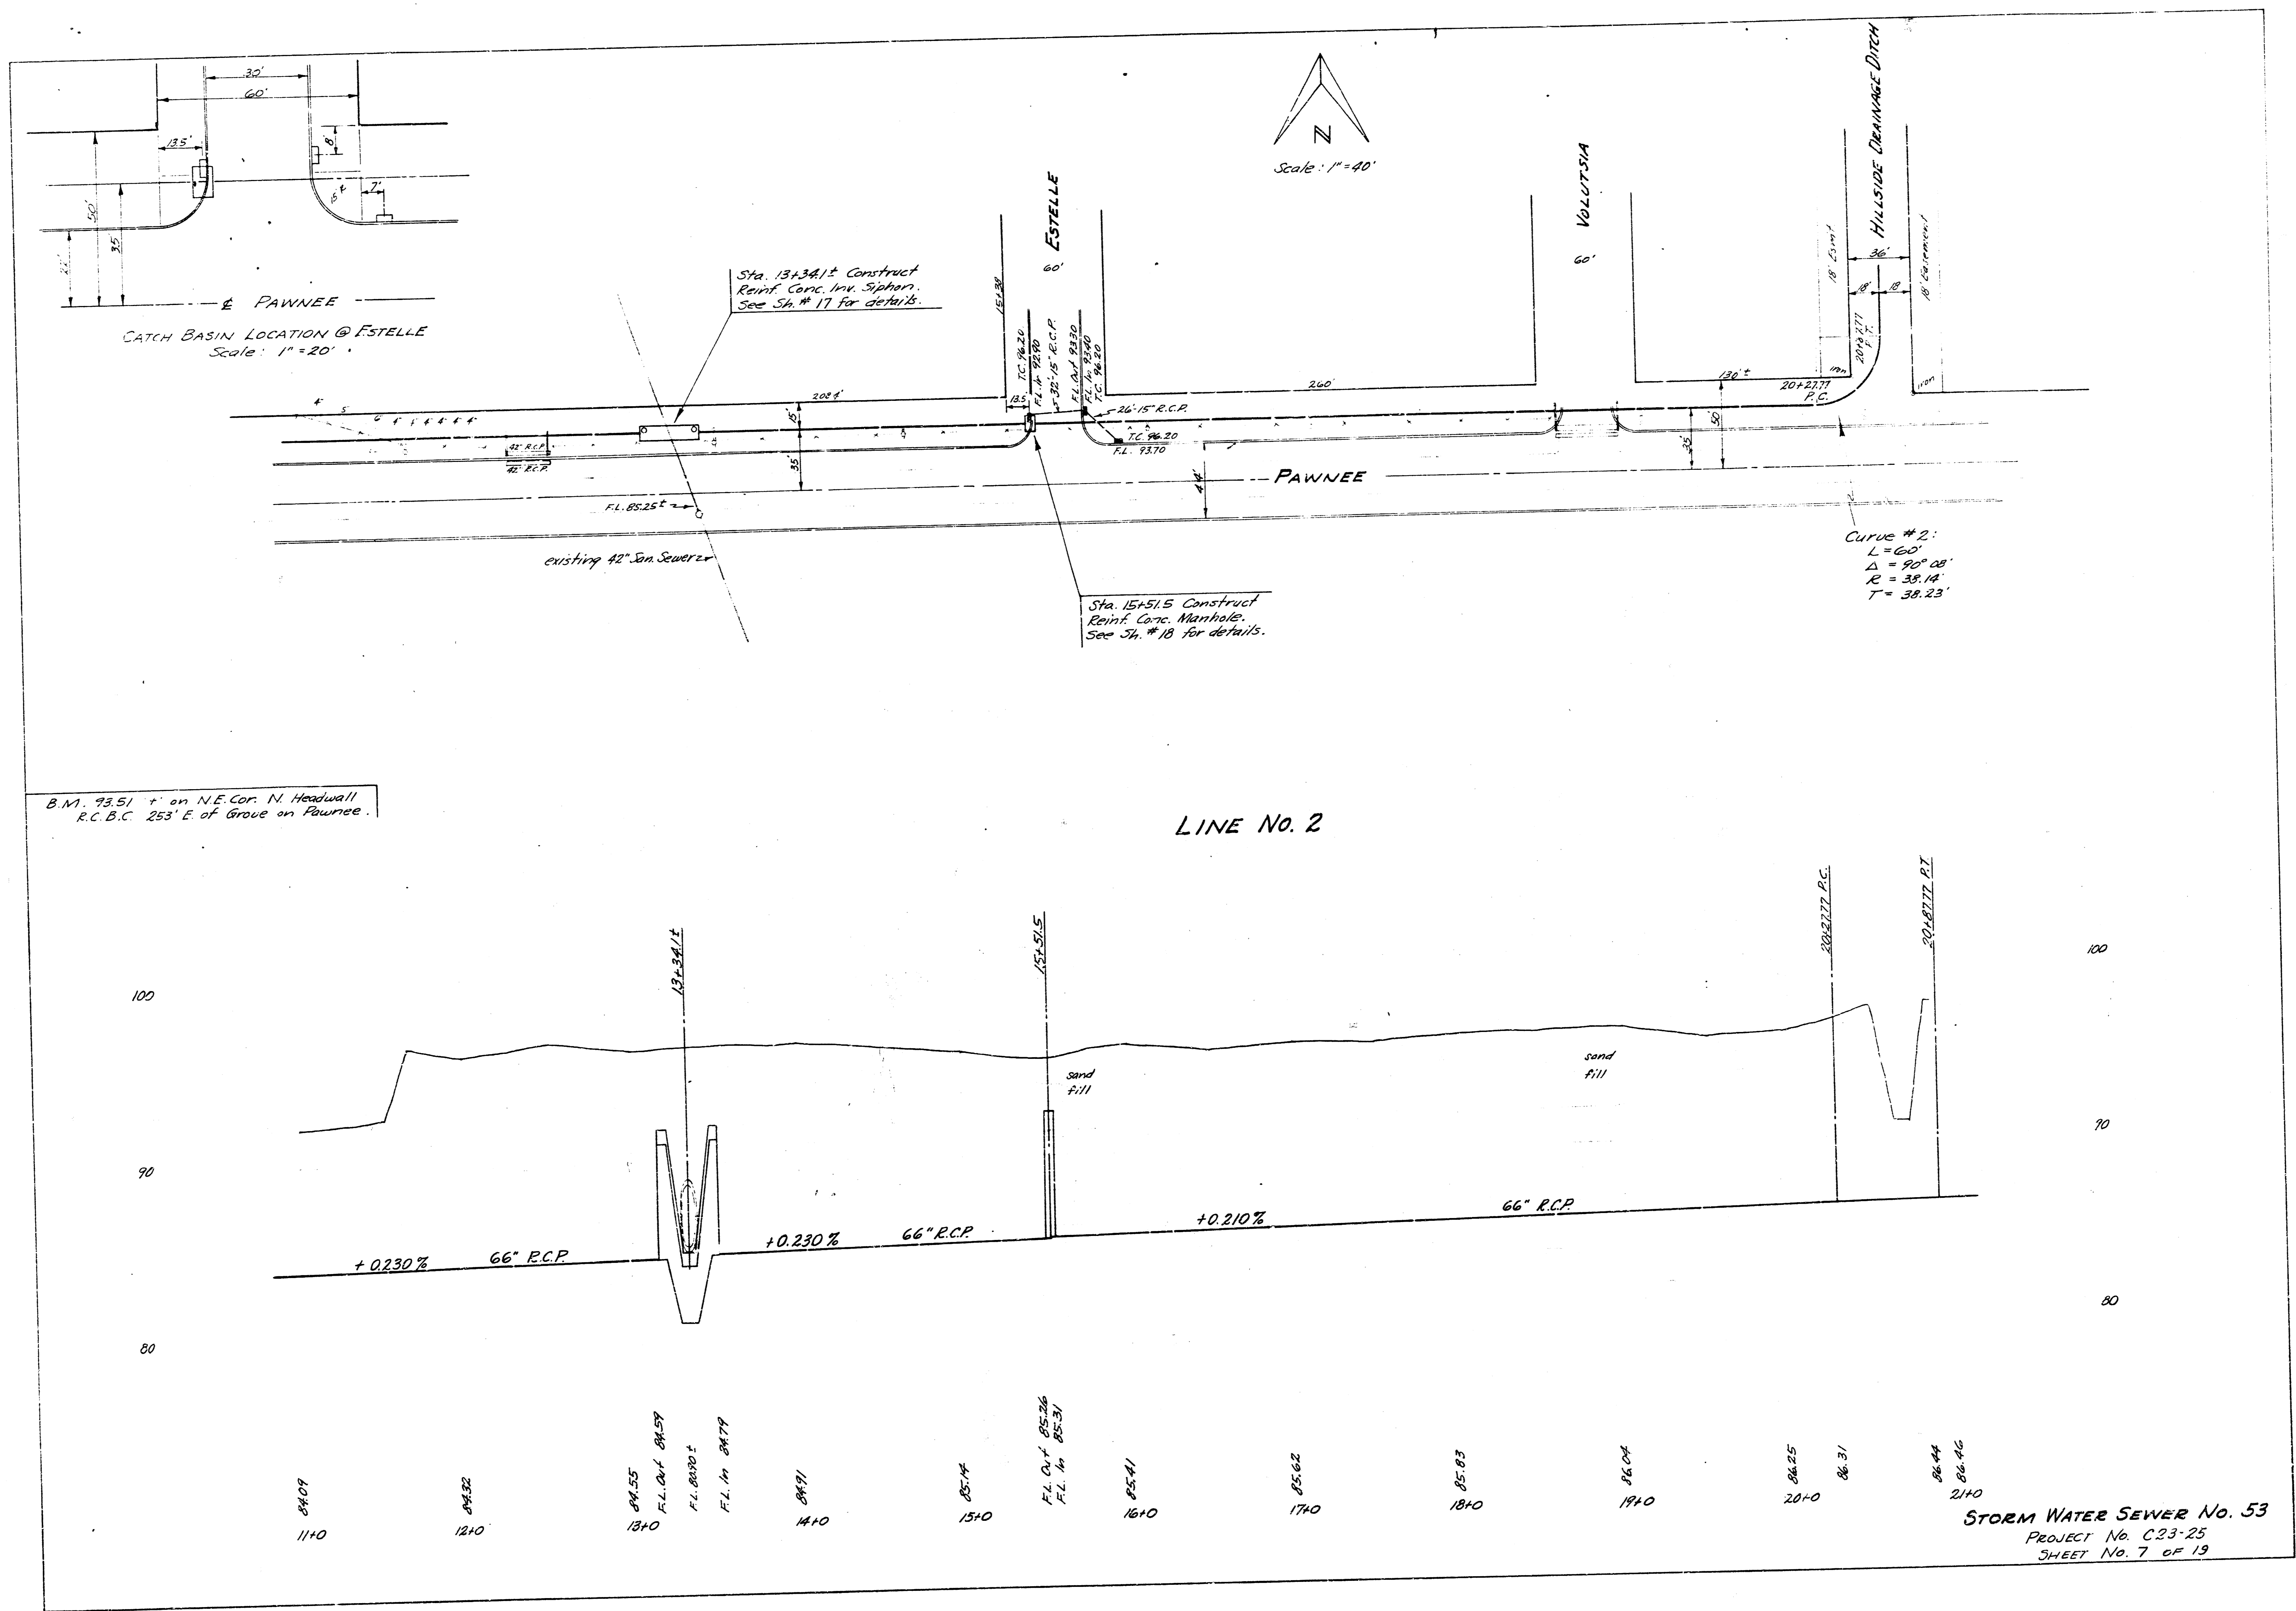 30'
60'
13.5'
8'
7'
50'
35'
22'
℄ PAWNEE
CATCH BASIN LOCATION @ ESTELLE
Scale: 1" = 20'
N
Scale: 1" = 40'
Sta. 13+34.1± Construct
Reinf. Conc. Inv. Siphon.
See Sh. # 17 for details.
15+38
ESTELLE
60'
T.C. 96.20
F.L. In 92.90
32'-15" R.C.P.
F.L. Out 93.30
F.L. In 93.40
T.C. 96.20
13.5
26'-15" R.C.P.
T.C. 96.20
F.L. 93.70
260'
VOLUTSIA
60'
HILLSIDE DRAINAGE DITCH
18' Esmt
36'
18'
18
18' Easement
20+87.77
P.T.
130'±
iron
iron
20+27.77
P.C.
50'
35'
15'
35'
44'
42" R.C.P.
42" R.C.P.
F.L. 85.25±
existing 42" San. Sewer
PAWNEE
Sta. 15+51.5 Construct
Reinf. Conc. Manhole.
See Sh. # 18 for details.
Curve # 2:
L = 60'
Δ = 90° 08'
R = 38.14'
T = 38.23'
B.M. 93.51 + on N.E. Cor. N. Headwall
R.C.B.C. 253' E. of Grove on Pawnee.
LINE NO. 2
13+34.1±
15+51.5
20+27.77 P.C.
20+87.77 P.T.
100
100
sand
fill
sand
fill
90
90
+ 0.230 %
66" R.C.P.
+0.230 %
66" R.C.P.
+0.210 %
66" R.C.P.
80
80
84.09
84.32
84.55
F.L. Out 84.59
F.L. 80.90±
F.L. In 84.79
84.91
85.14
F.L. Out 85.26
F.L. In 85.31
85.41
85.62
85.83
86.04
86.25
86.31
86.44
86.46
11+0
12+0
13+0
14+0
15+0
16+0
17+0
18+0
19+0
20+0
21+0
STORM WATER SEWER NO. 53
PROJECT NO. C23-25
SHEET NO. 7 OF 19